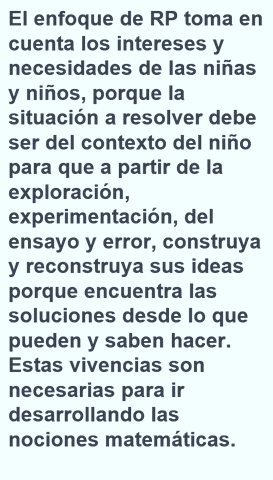 El enfoque de RP toma en
cuenta los intereses y
necesidades de las niñas
y niños, porque la
situación a resolver debe
ser del contexto del niño
para que a partir de la
exploración,
experimentación, del
ensayo y error, construya
y reconstruya sus ideas
porque encuentra las
soluciones desde lo que
pueden y saben hacer.
Estas vivencias son
necesarias para ir
desarrollando las
nociones matemáticas.